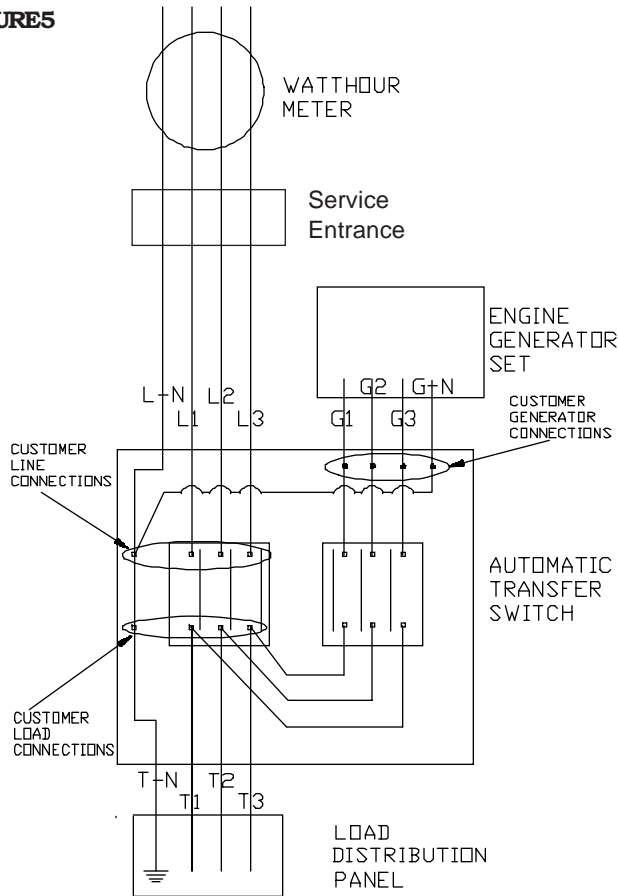 URE5
WATTHOUR
METER
Service
Entrance
ENGINE
GENERATOR
SET
L-N
L2
L1
L3
G2
G+N
G1
G3
CUSTOMER
GENERATOR
CONNECTIONS
CUSTOMER
LINE
CONNECTIONS
AUTOMATIC
TRANSFER
SWITCH
CUSTOMER
LOAD
CONNECTIONS
T-N
T2
T1
T3
LOAD
DISTRIBUTION
PANEL